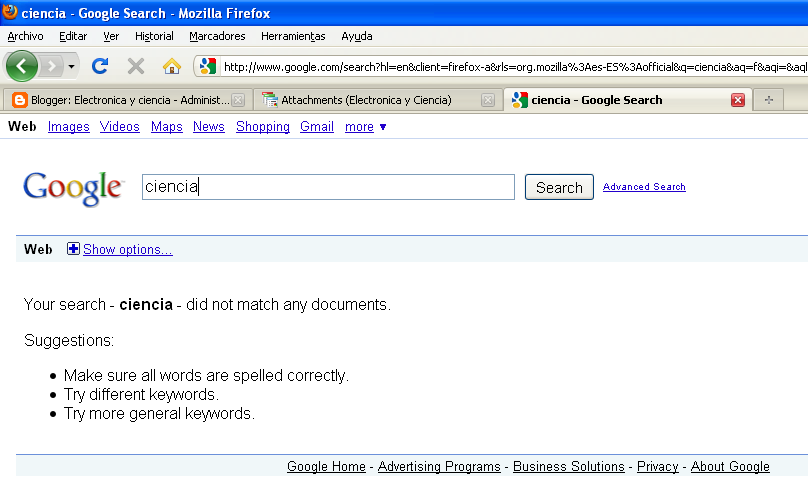 ciencia - Google Search - Mozilla Firefox
Archivo Editar Ver Historial Marcadores Herramientas Ayuda
http://www.google.com/search?hl=en&client=firefox-a&rls=org.mozilla%3Aes-ES%3Aofficial&q=ciencia&aq=f&aqi=&aql
Blogger: Electronica y ciencia - Administ... Attachments (Electronica y Ciencia) ciencia - Google Search
Web Images Videos Maps News Shopping Gmail more ▼
Google ciencia Search Advanced Search
Web Show options...
Your search - ciencia - did not match any documents.
Suggestions:
• Make sure all words are spelled correctly.
• Try different keywords.
• Try more general keywords.
Google Home - Advertising Programs - Business Solutions - Privacy - About Google